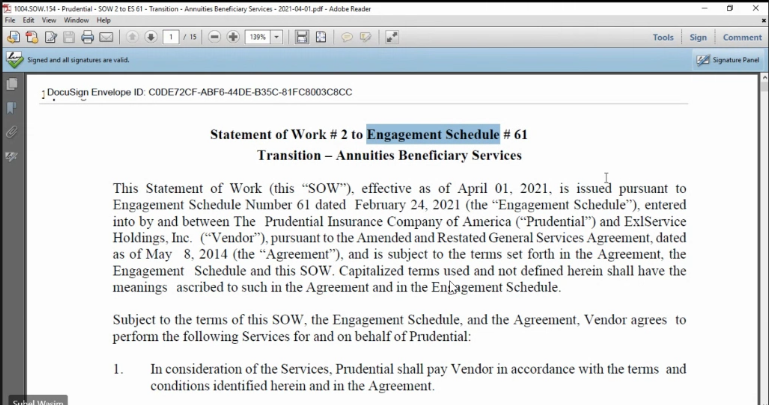 1004.SOW.154 - Prudential - SOW 2 to ES 61 - Transition - Annuities Beneficiary Services - 2021-04-01.pdf - Adobe Reader
File Edit View Window Help
1 / 15 139% Tools Sign Comment
Signed and all signatures are valid. Signature Panel
DocuSign Envelope ID: C0DE72CF-ABF6-44DE-B35C-81FC8003C8CC
Statement of Work # 2 to Engagement Schedule # 61
Transition – Annuities Beneficiary Services
This Statement of Work (this “SOW”), effective as of April 01, 2021, is issued pursuant to
Engagement Schedule Number 61 dated February 24, 2021 (the “Engagement Schedule”), entered
into by and between The Prudential Insurance Company of America (“Prudential”) and ExlService
Holdings, Inc. (“Vendor”), pursuant to the Amended and Restated General Services Agreement, dated
as of May 8, 2014 (the “Agreement”), and is subject to the terms set forth in the Agreement, the
Engagement Schedule and this SOW. Capitalized terms used and not defined herein shall have the
meanings ascribed to such in the Agreement and in the Engagement Schedule.
Subject to the terms of this SOW, the Engagement Schedule, and the Agreement, Vendor agrees to
perform the following Services for and on behalf of Prudential:
1. In consideration of the Services, Prudential shall pay Vendor in accordance with the terms and
conditions identified herein and in the Agreement.